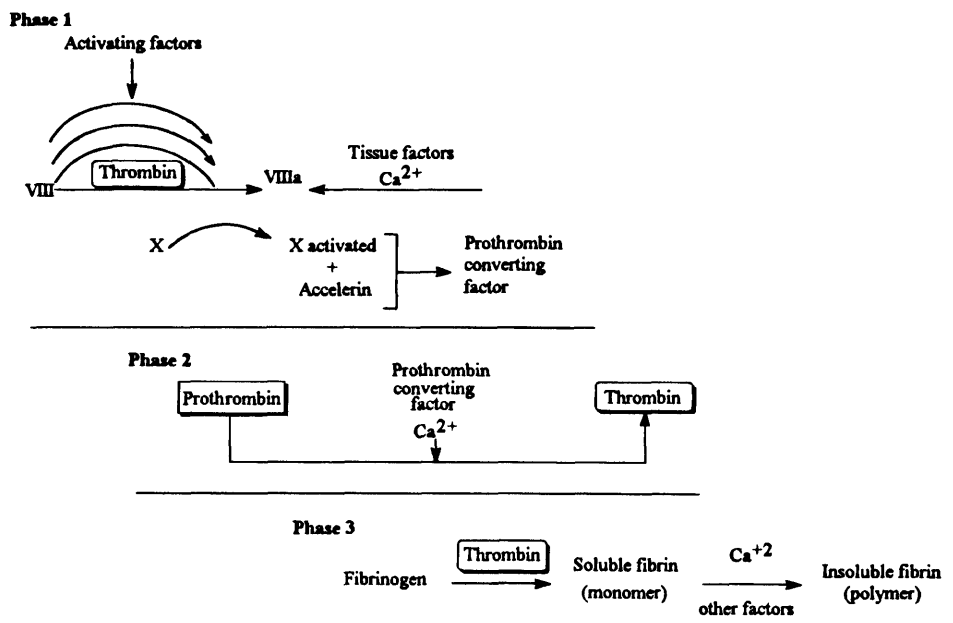 Phase 1
Activating factors
Thrombin
VIII
VIIIa
Tissue factors
Ca2+
X
X activated
+
Accelerin
Prothrombin
converting
factor
Phase 2
Prothrombin
Prothrombin
converting
factor
Ca2+
Thrombin
Phase 3
Fibrinogen
Thrombin
Soluble fibrin
(monomer)
Ca+2
other factors
Insoluble fibrin
(polymer)